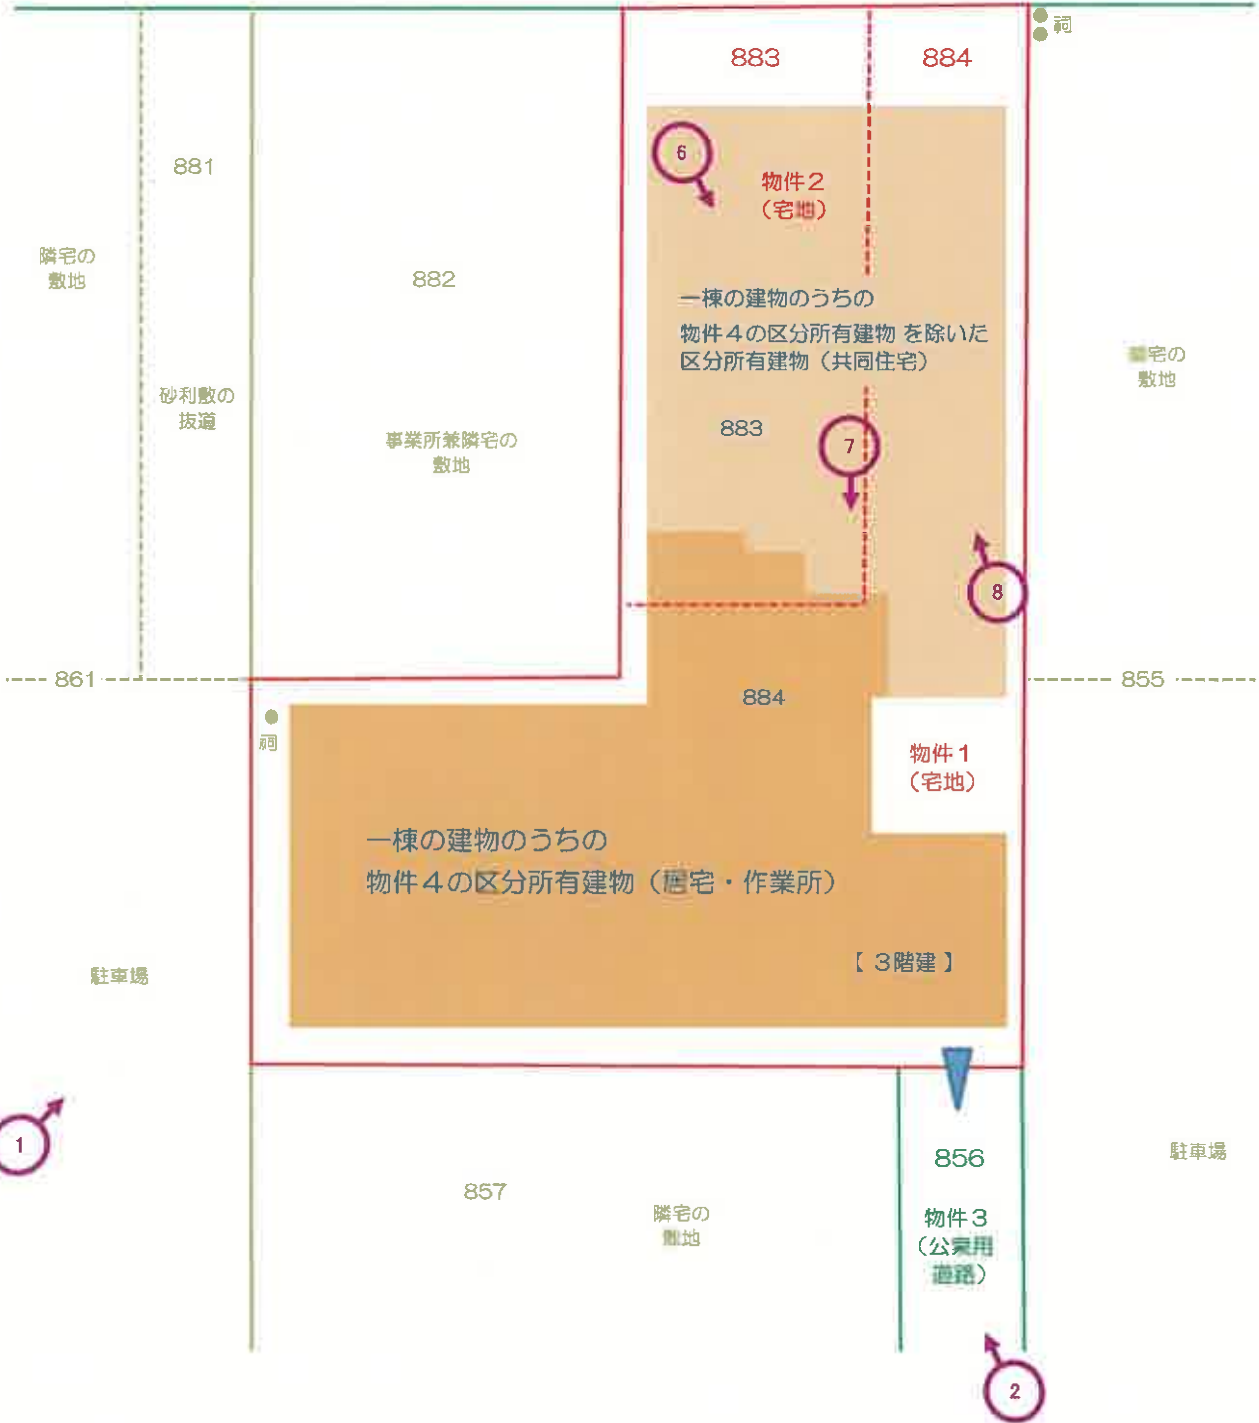 祠
883
884
881
6
物件2
（宅地）
隣宅の
敷地
882
一棟の建物のうちの
物件4の区分所有建物 を除いた
区分所有建物（共同住宅）
隣宅の
敷地
砂利敷の
抜道
事業所兼隣宅の
敷地
883
7
8
861
855
884
祠
物件1
（宅地）
一棟の建物のうちの
物件4の区分所有建物（居宅・作業所）
【 3階建 】
駐車場
1
856
駐車場
857
隣宅の
敷地
物件3
（公衆用
道路）
2